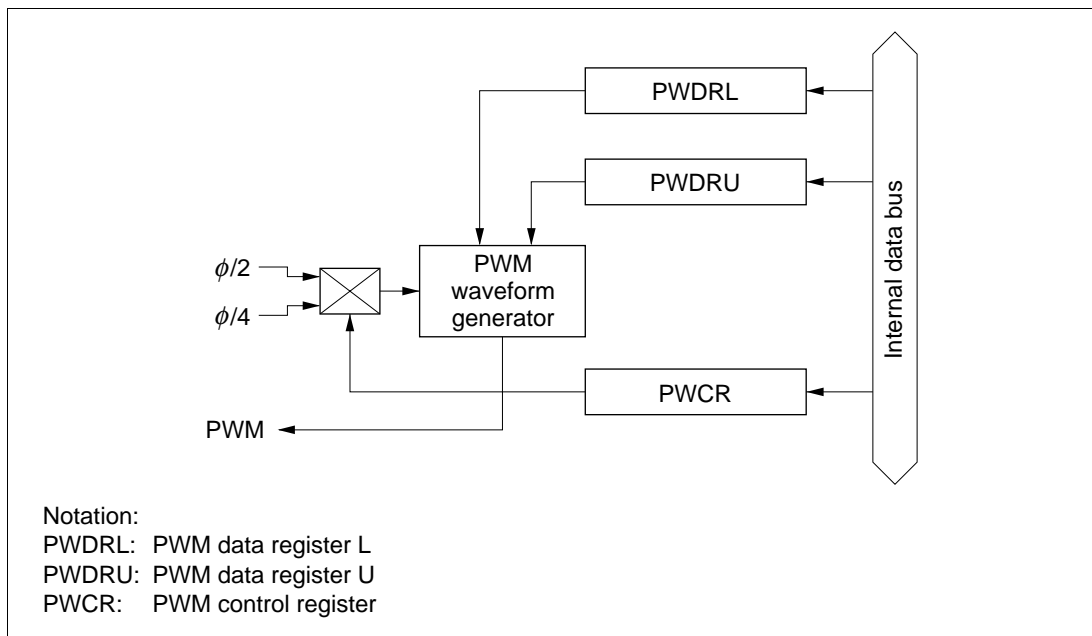 PWDRL
PWDRU
Internal data bus
ϕ/2
ϕ/4
PWM
waveform
generator
PWCR
PWM
Notation:
PWDRL: PWM data register L
PWDRU: PWM data register U
PWCR: PWM control register